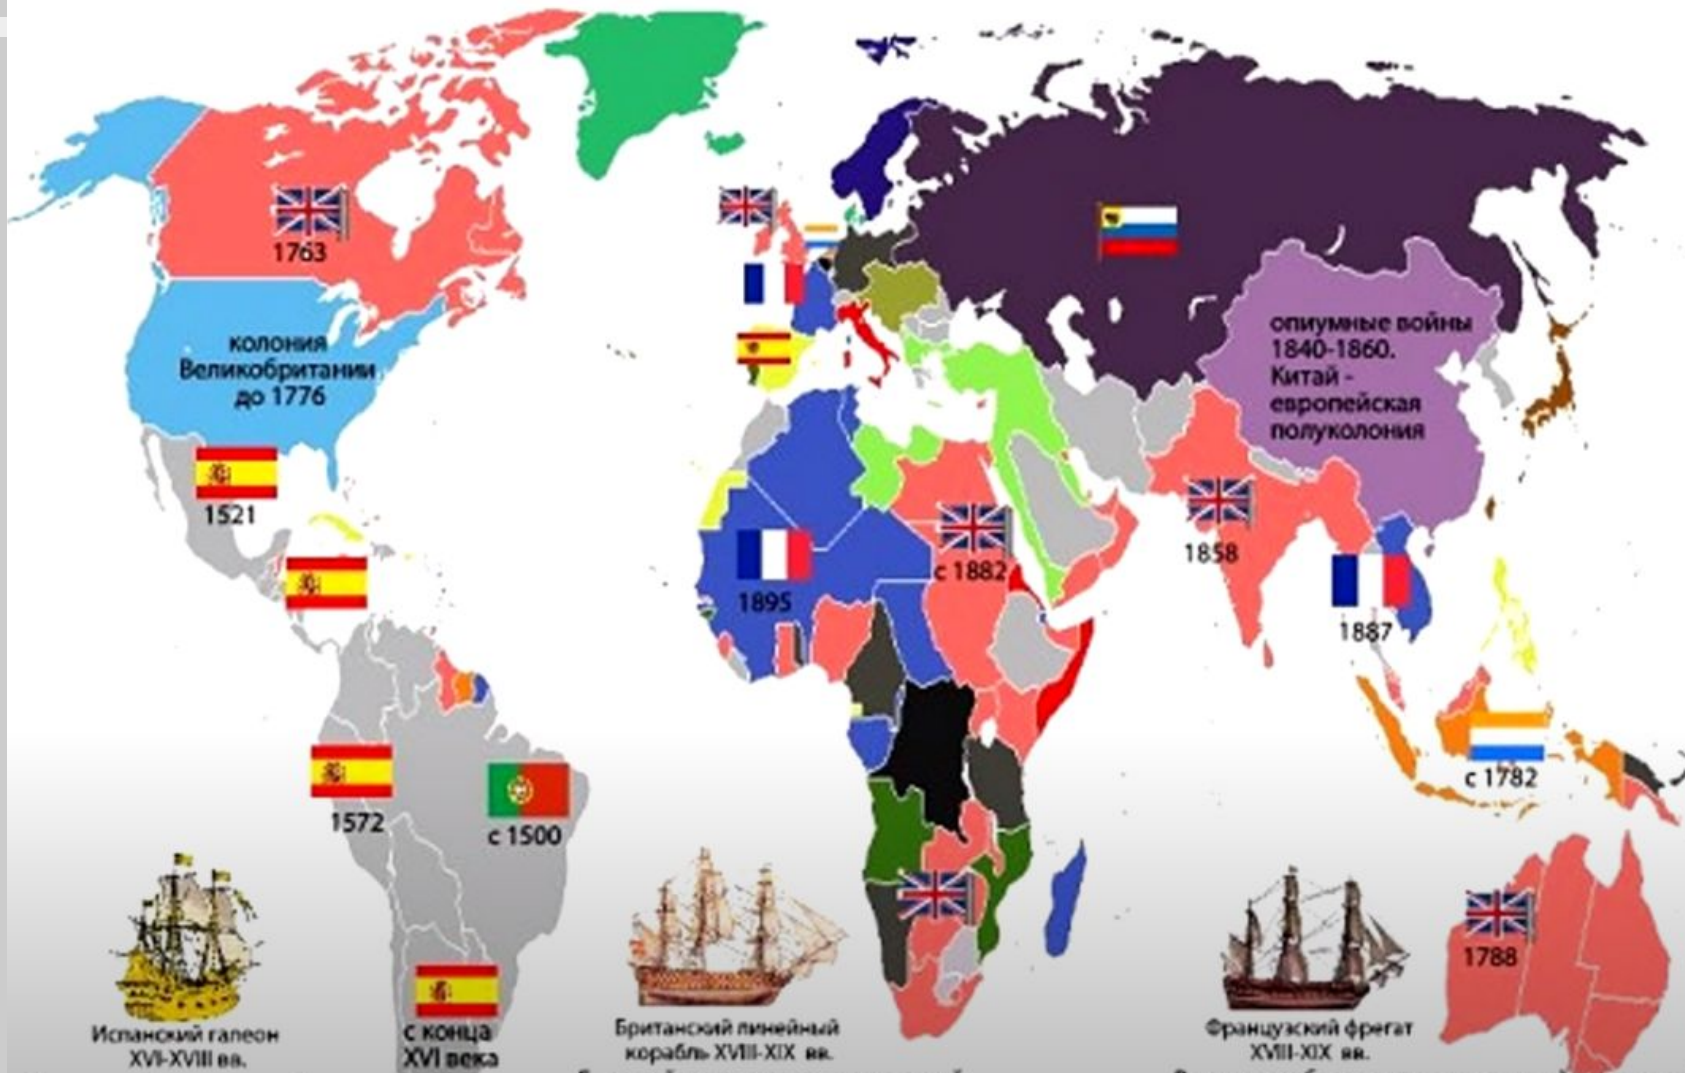 1763
колония
Великобритании
до 1776
1521
1572
с 1500
с конца
XVI века
1895
с 1882
опиумные войны
1840-1860.
Китай -
европейская
полуколония
1858
1887
с 1782
1788
Испанский галеон
XVI-XVIII вв.
Британский линейный
корабль XVIII-XIX вв.
Французский фрегат
XVIII-XIX вв.